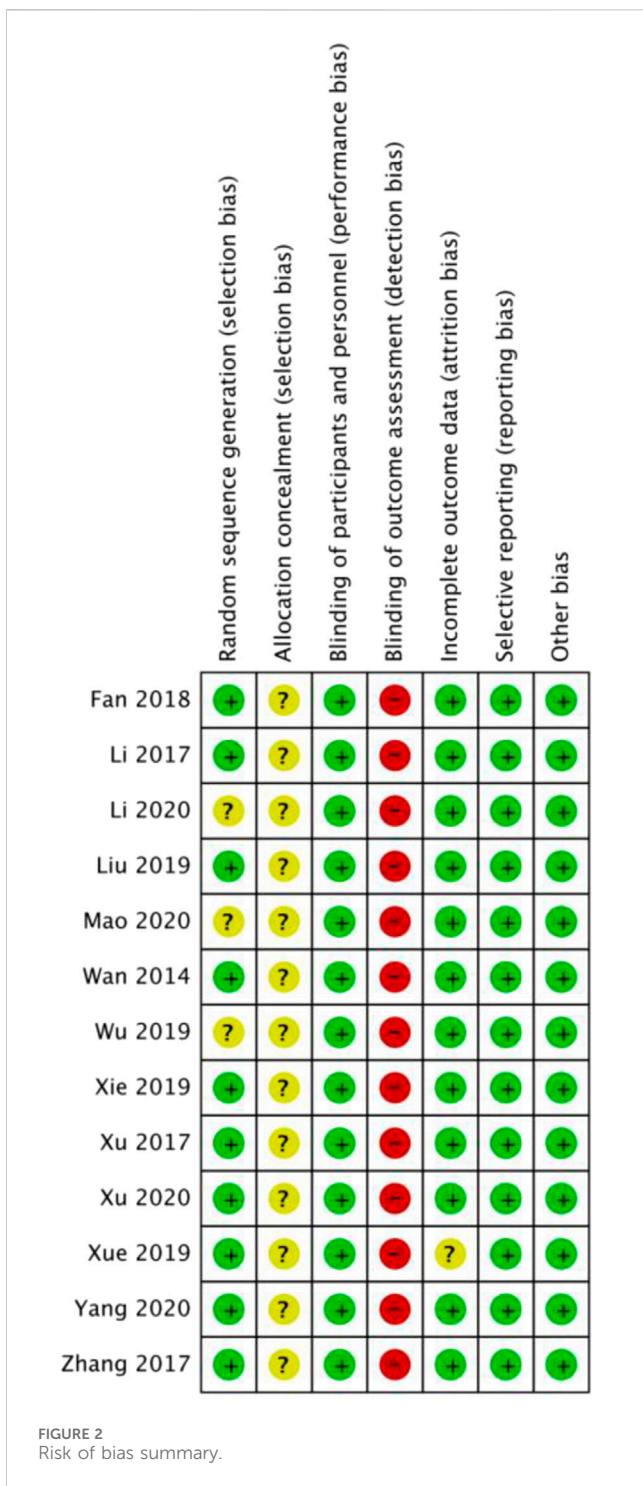 Random sequence generation (selection bias)
Allocation concealment (selection bias)
Blinding of participants and personnel (performance bias)
Blinding of outcome assessment (detection bias)
Incomplete outcome data (attrition bias)
Selective reporting (reporting bias)
Other bias
Fan 2018 + ? + - + + +
Li 2017 + ? + - + + +
Li 2020 ? ? + - + + +
Liu 2019 + ? + - + + +
Mao 2020 ? ? + - + + +
Wan 2014 + ? + - + + +
Wu 2019 ? ? + - + + +
Xie 2019 + ? + - + + +
Xu 2017 + ? + - + + +
Xu 2020 + ? + - + + +
Xue 2019 + ? + - ? + +
Yang 2020 + ? + - + + +
Zhang 2017 + ? + - + + +
FIGURE 2
Risk of bias summary.